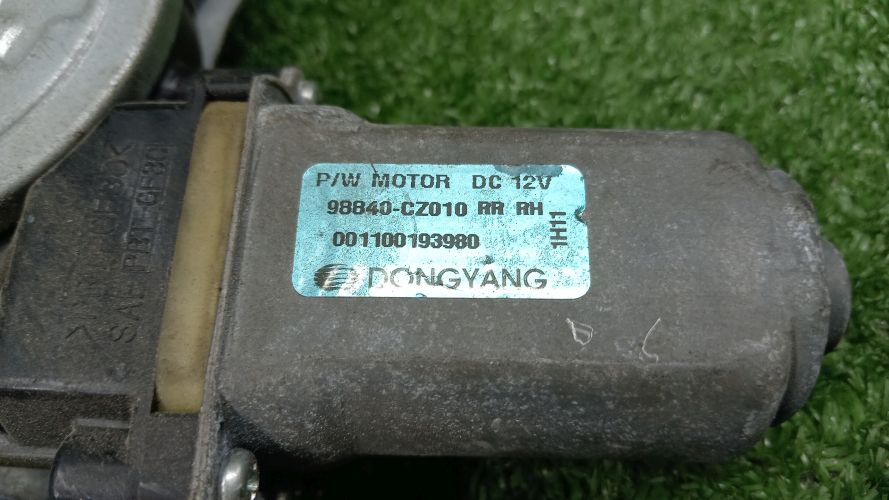 P/W MOTOR DC 12V
98840-CZ010 RR RH
001100193980
1H11
DONGYANG